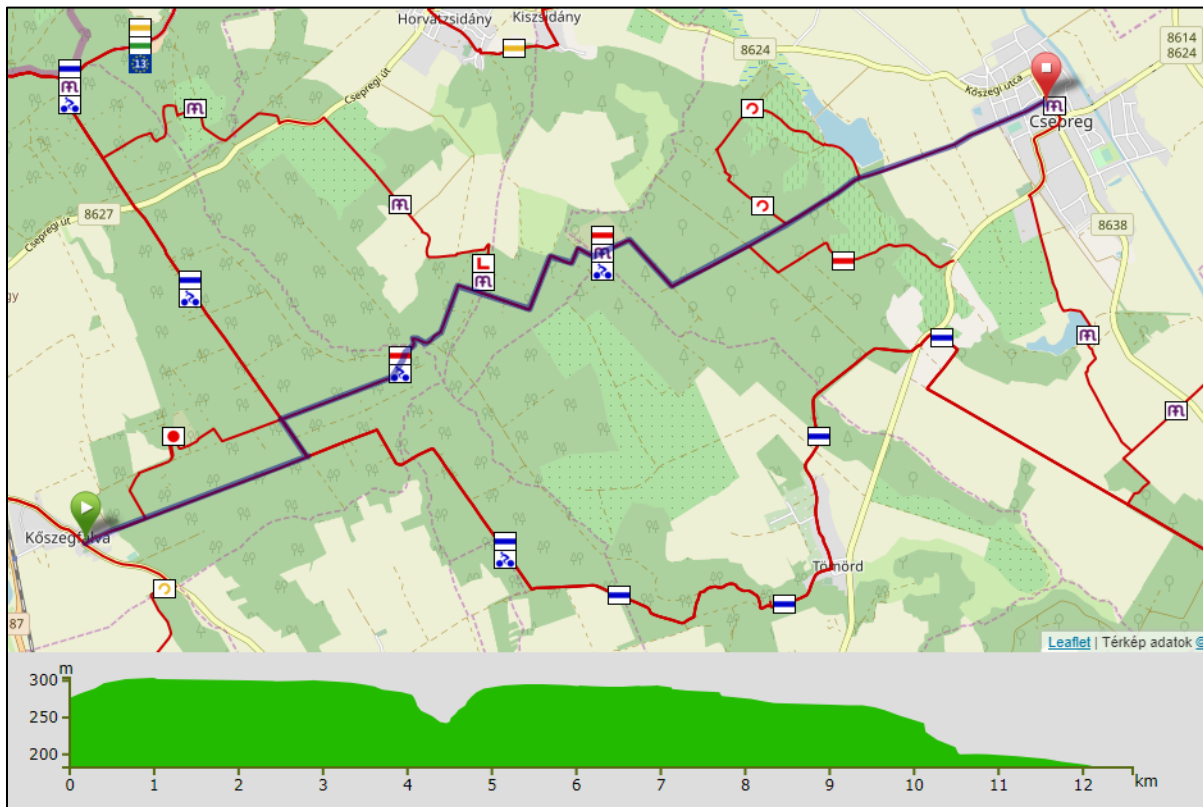 Horvátzsidány
Kiszsidány
8614
8624
8624
Kőszegi utca
13
Csepregi út
Csepreg
8627
Csepregi út
8638
L
gy
Kőszegfalva
Tömörd
87
Leaflet | Térkép adatok ©
m
300
250
200
0 1 2 3 4 5 6 7 8 9 10 11 12 km